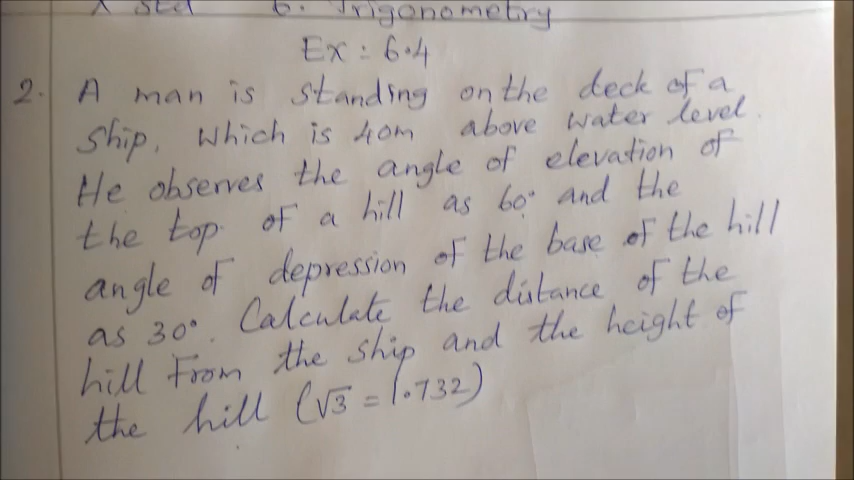 X std 6. Trigonometry
Ex : 6.4
2. A man is standing on the deck of a
ship, which is 40m above water level.
He observes the angle of elevation of
the top of a hill as 60° and the
angle of depression of the base of the hill
as 30°. Calculate the distance of the
hill from the ship and the height of
the hill (√3 = 1.732)